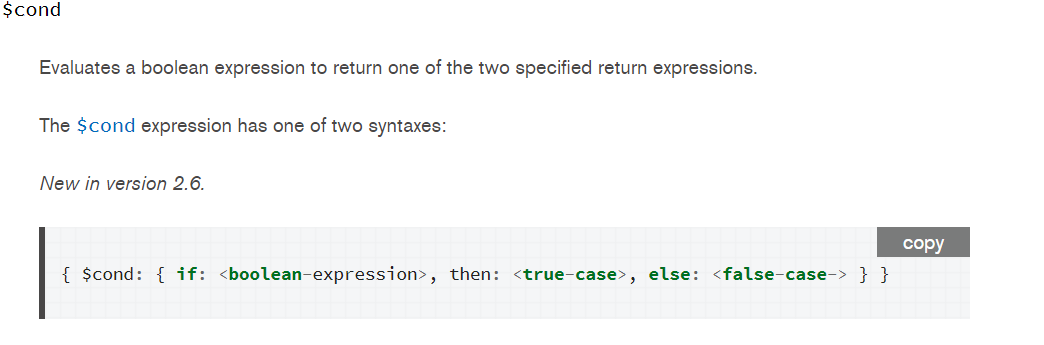 $cond
Evaluates a boolean expression to return one of the two specified return expressions.
The $cond expression has one of two syntaxes:
New in version 2.6.
copy
{ $cond: { if: <boolean-expression>, then: <true-case>, else: <false-case-> } }